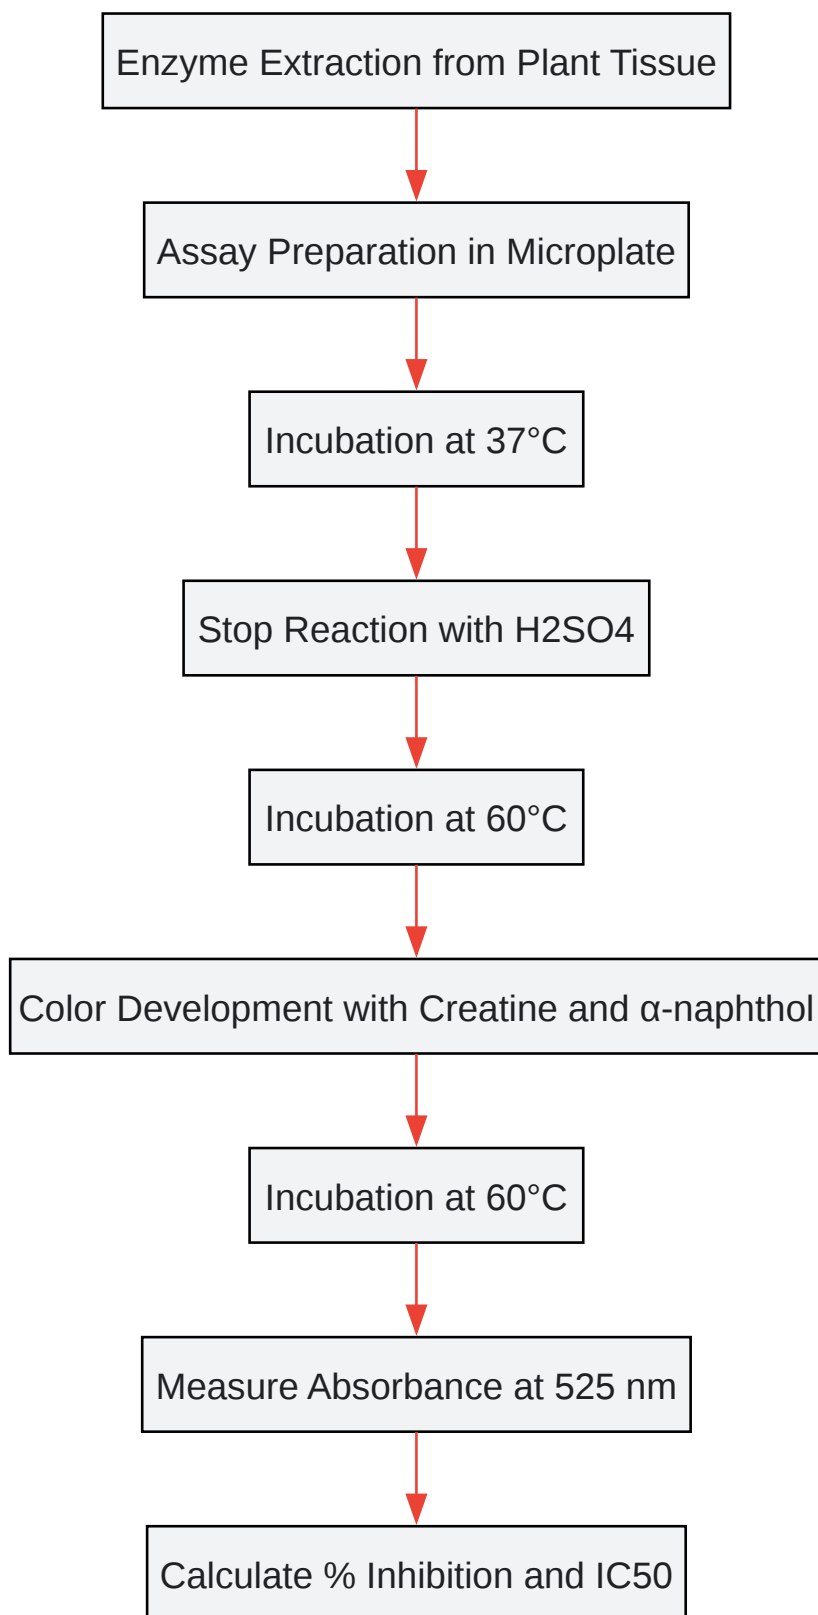 Enzyme Extraction from Plant Tissue
Assay Preparation in Microplate
Incubation at 37°C
Stop Reaction with H2SO4
Incubation at 60°C
Color Development with Creatine and α-naphthol
Incubation at 60°C
Measure Absorbance at 525 nm
Calculate % Inhibition and IC50